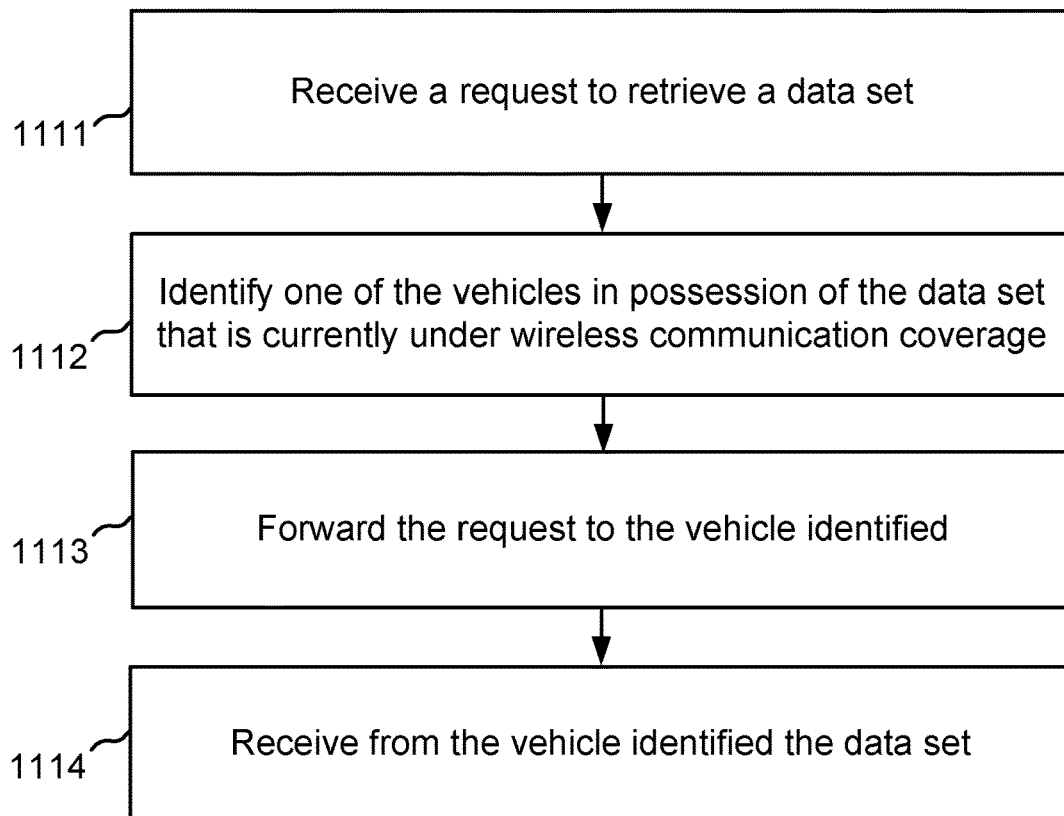 Receive a request to retrieve a data set
1111
Identify one of the vehicles in possession of the data set
that is currently under wireless communication coverage
1112
Forward the request to the vehicle identified
1113
Receive from the vehicle identified the data set
1114